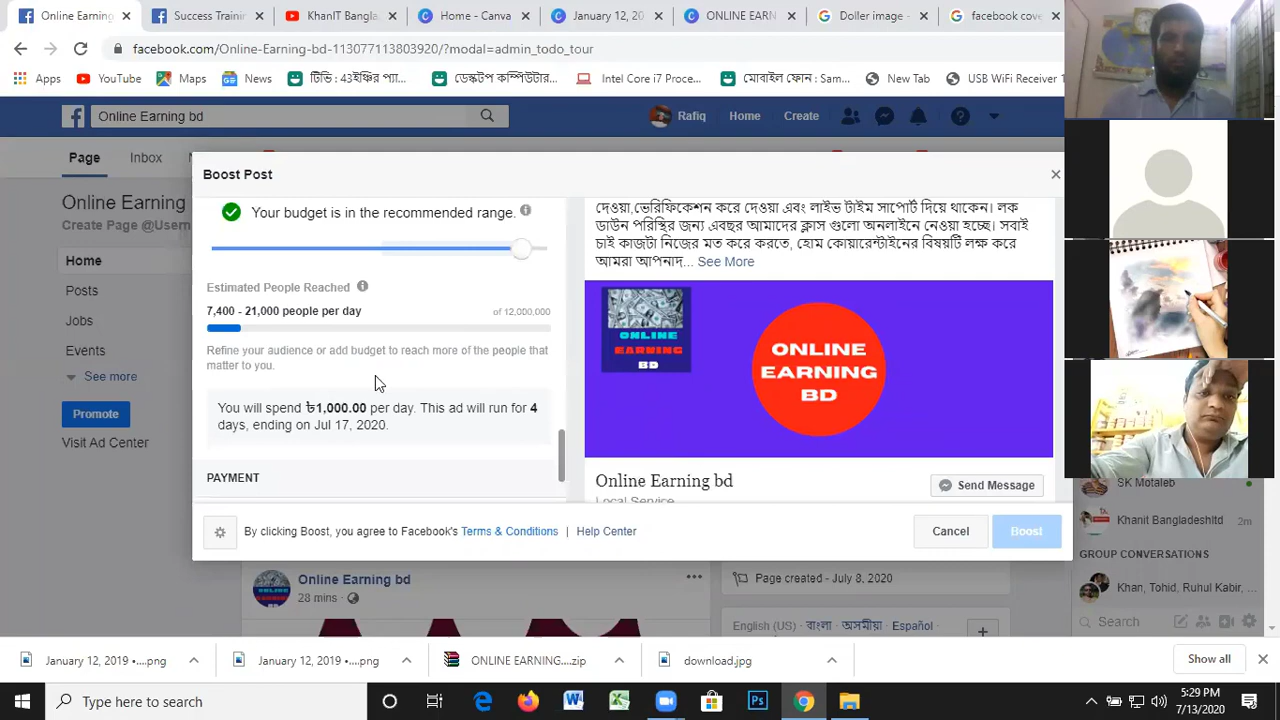 Online Earning
Success Training
KhanIT Banglad
Home - Canva
January 12, 20
ONLINE EARN
Doller image -
facebook cove
facebook.com/Online-Earning-bd-113077113803920/?modal=admin_todo_tour
Apps
YouTube
Maps
News
টিভি : 43ইঞ্চির প্যা...
ডেস্কটপ কম্পিউটার...
Intel Core i7 Proce...
মোবাইল ফোন : Sam...
New Tab
USB WiFi Receiver 1
Online Earning bd
Rafiq
Home
Create
Page
Inbox
Boost Post
Online Earning
Create Page @Usern
Home
Posts
Jobs
Events
See more
Promote
Visit Ad Center
Your budget is in the recommended range.
Estimated People Reached
7,400 - 21,000 people per day
of 12,000,000
Refine your audience or add budget to reach more of the people that
matter to you.
You will spend ৳1,000.00 per day. This ad will run for 4
days, ending on Jul 17, 2020.
PAYMENT
দেওয়া,ভেরিফিকেশন করে দেওয়া এবং লাইভ টাইম সাপোর্ট দিয়ে থাকেন। লক
ডাউন পরিস্থির জন্য এবছর আমাদের ক্লাস গুলো অনলাইনে নেওয়া হচ্ছে। সবাই
চাই কাজটা নিজের মত করে করতে, হোম কোয়ারেন্টাইনের বিষয়টি লক্ষ করে
আমরা আপনাদ... See More
ONLINE
EARNING
BD
ONLINE
EARNING
BD
Online Earning bd
Local Service
Send Message
By clicking Boost, you agree to Facebook's Terms & Conditions | Help Center
Cancel
Boost
Online Earning bd
28 mins
Page created - July 8, 2020
English (US) · বাংলা · অসমীয়া · Español ·
SK Motaleb
Khanit Bangladeshltd
2m
GROUP CONVERSATIONS
Khan, Tohid, Ruhul Kabir, ...
Search
January 12, 2019 •....png
January 12, 2019 •....png
ONLINE EARNING....zip
download.jpg
Show all
Type here to search
5:29 PM
7/13/2020